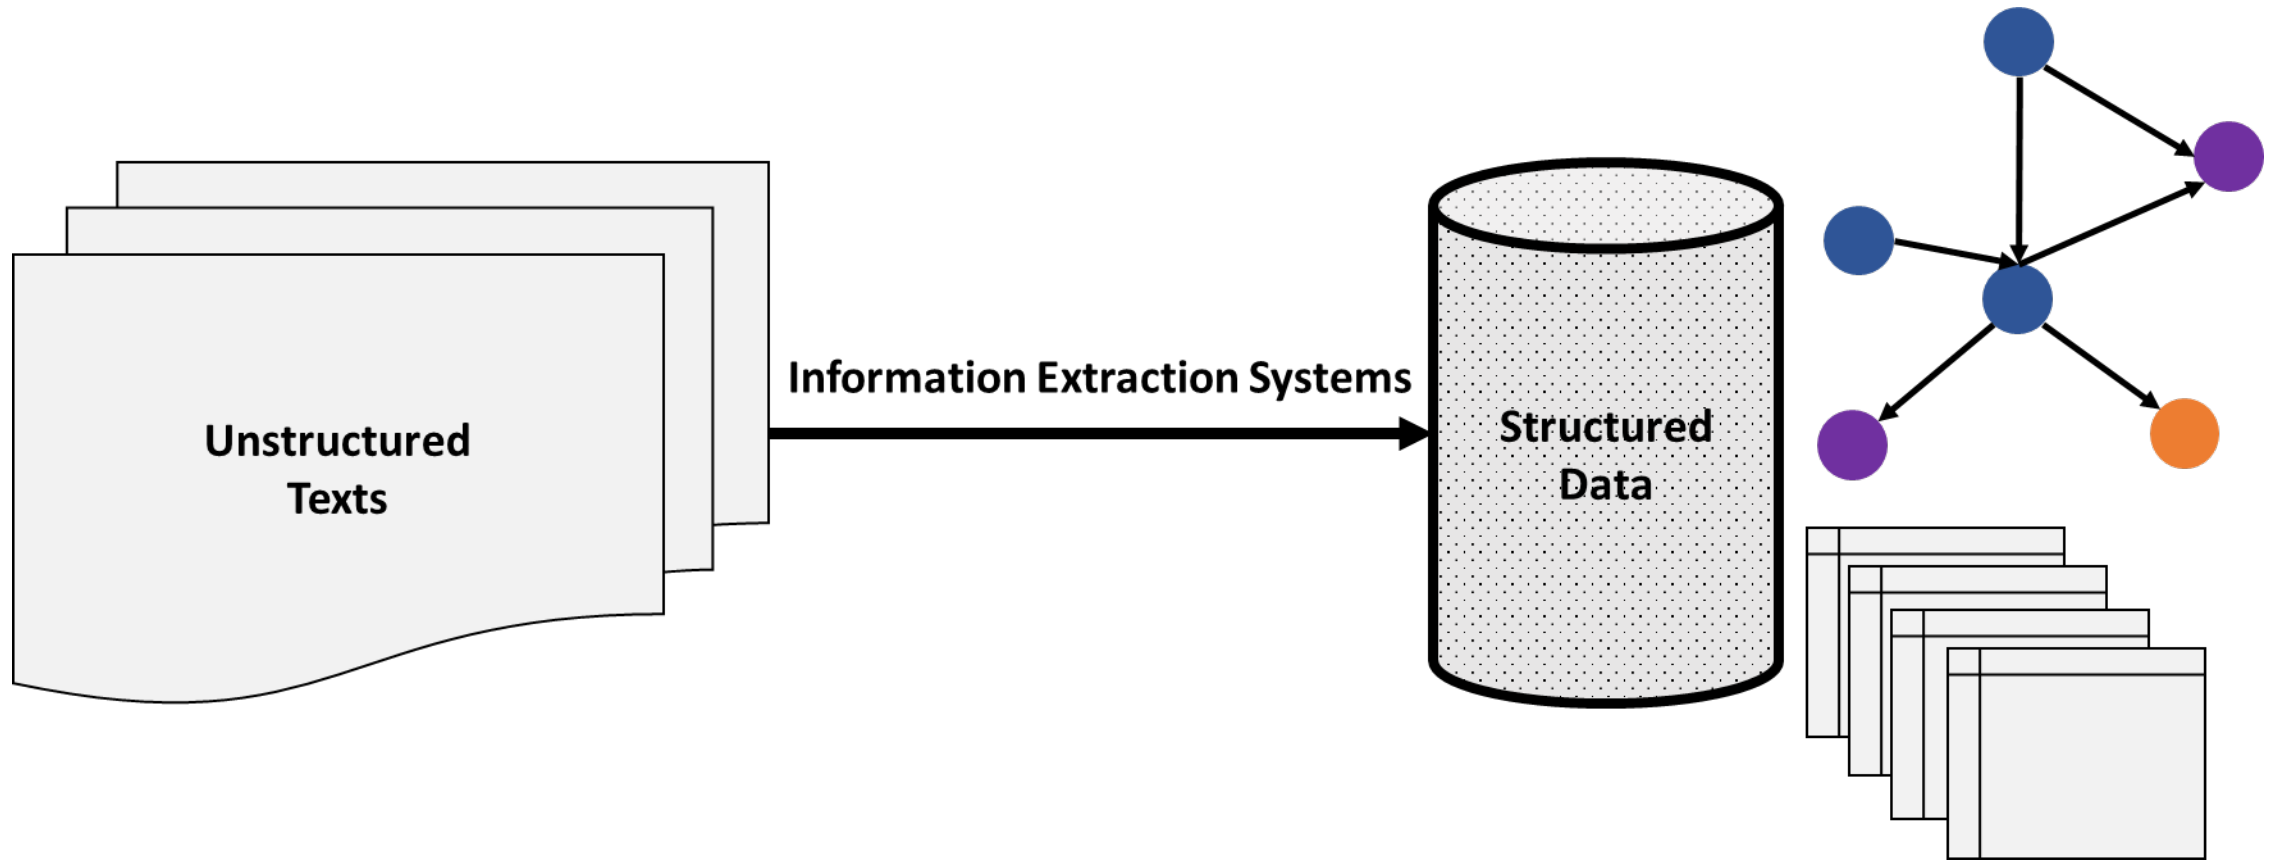 Unstructured
Texts
Information Extraction Systems
Structured
Data